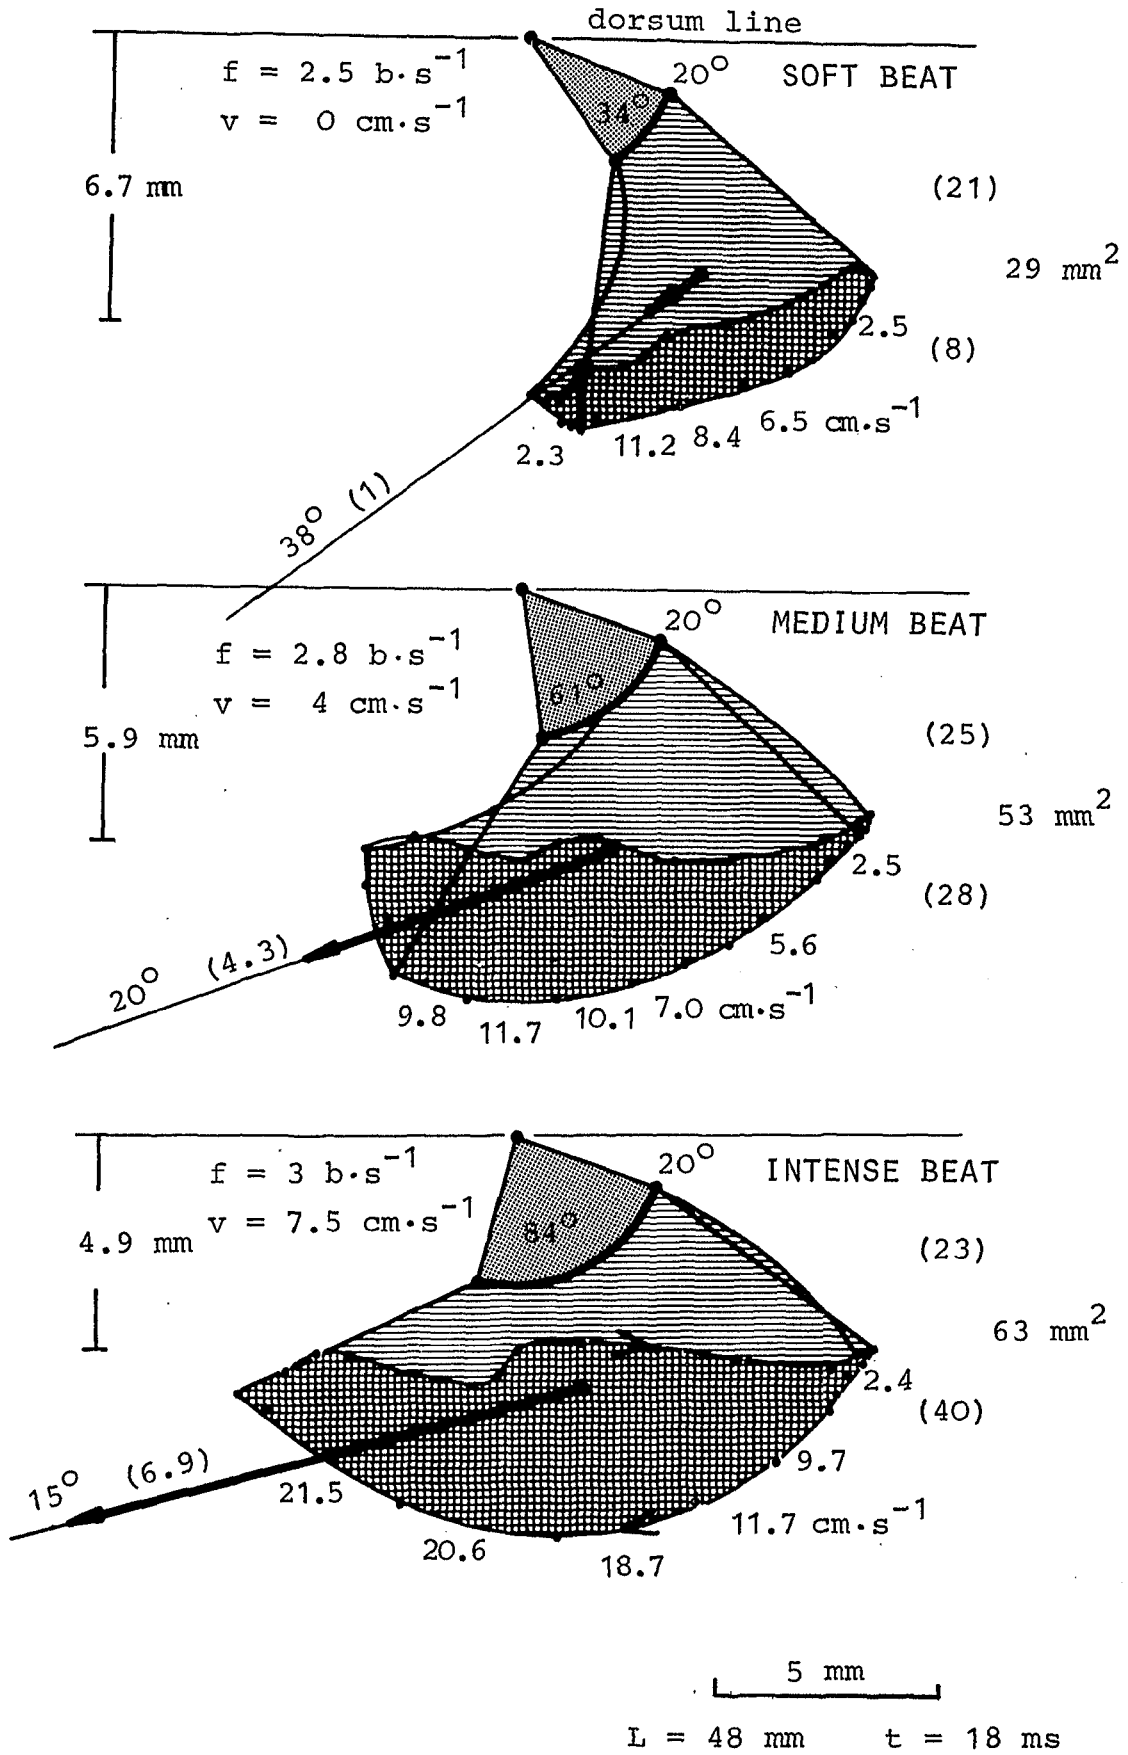 dorsum line
f = 2.5 b·s⁻¹
20°
SOFT BEAT
v = 0 cm·s⁻¹
34°
6.7 mm
(21)
29 mm²
2.5
(8)
6.5 cm·s⁻¹
8.4
11.2
2.3
38° (1)
20°
MEDIUM BEAT
f = 2.8 b·s⁻¹
v = 4 cm·s⁻¹
61°
5.9 mm
(25)
53 mm²
2.5
(28)
5.6
20° (4.3)
9.8
11.7
10.1
7.0 cm·s⁻¹
f = 3 b·s⁻¹
20°
INTENSE BEAT
v = 7.5 cm·s⁻¹
84°
4.9 mm
(23)
63 mm²
2.4
(40)
9.7
15° (6.9)
21.5
11.7 cm·s⁻¹
20.6
18.7
5 mm
L = 48 mm t = 18 ms